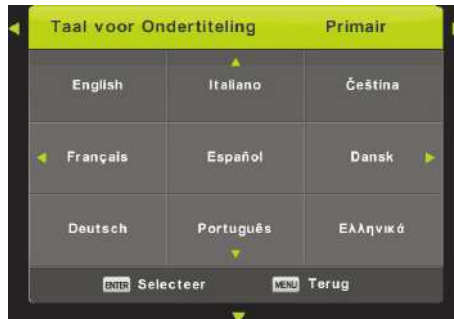 Taal voor Ondertiteling Primair
English Italiano Čeština
Français Español Dansk
Deutsch Português Ελληνικά
ENTER Selecteer MENU Terug